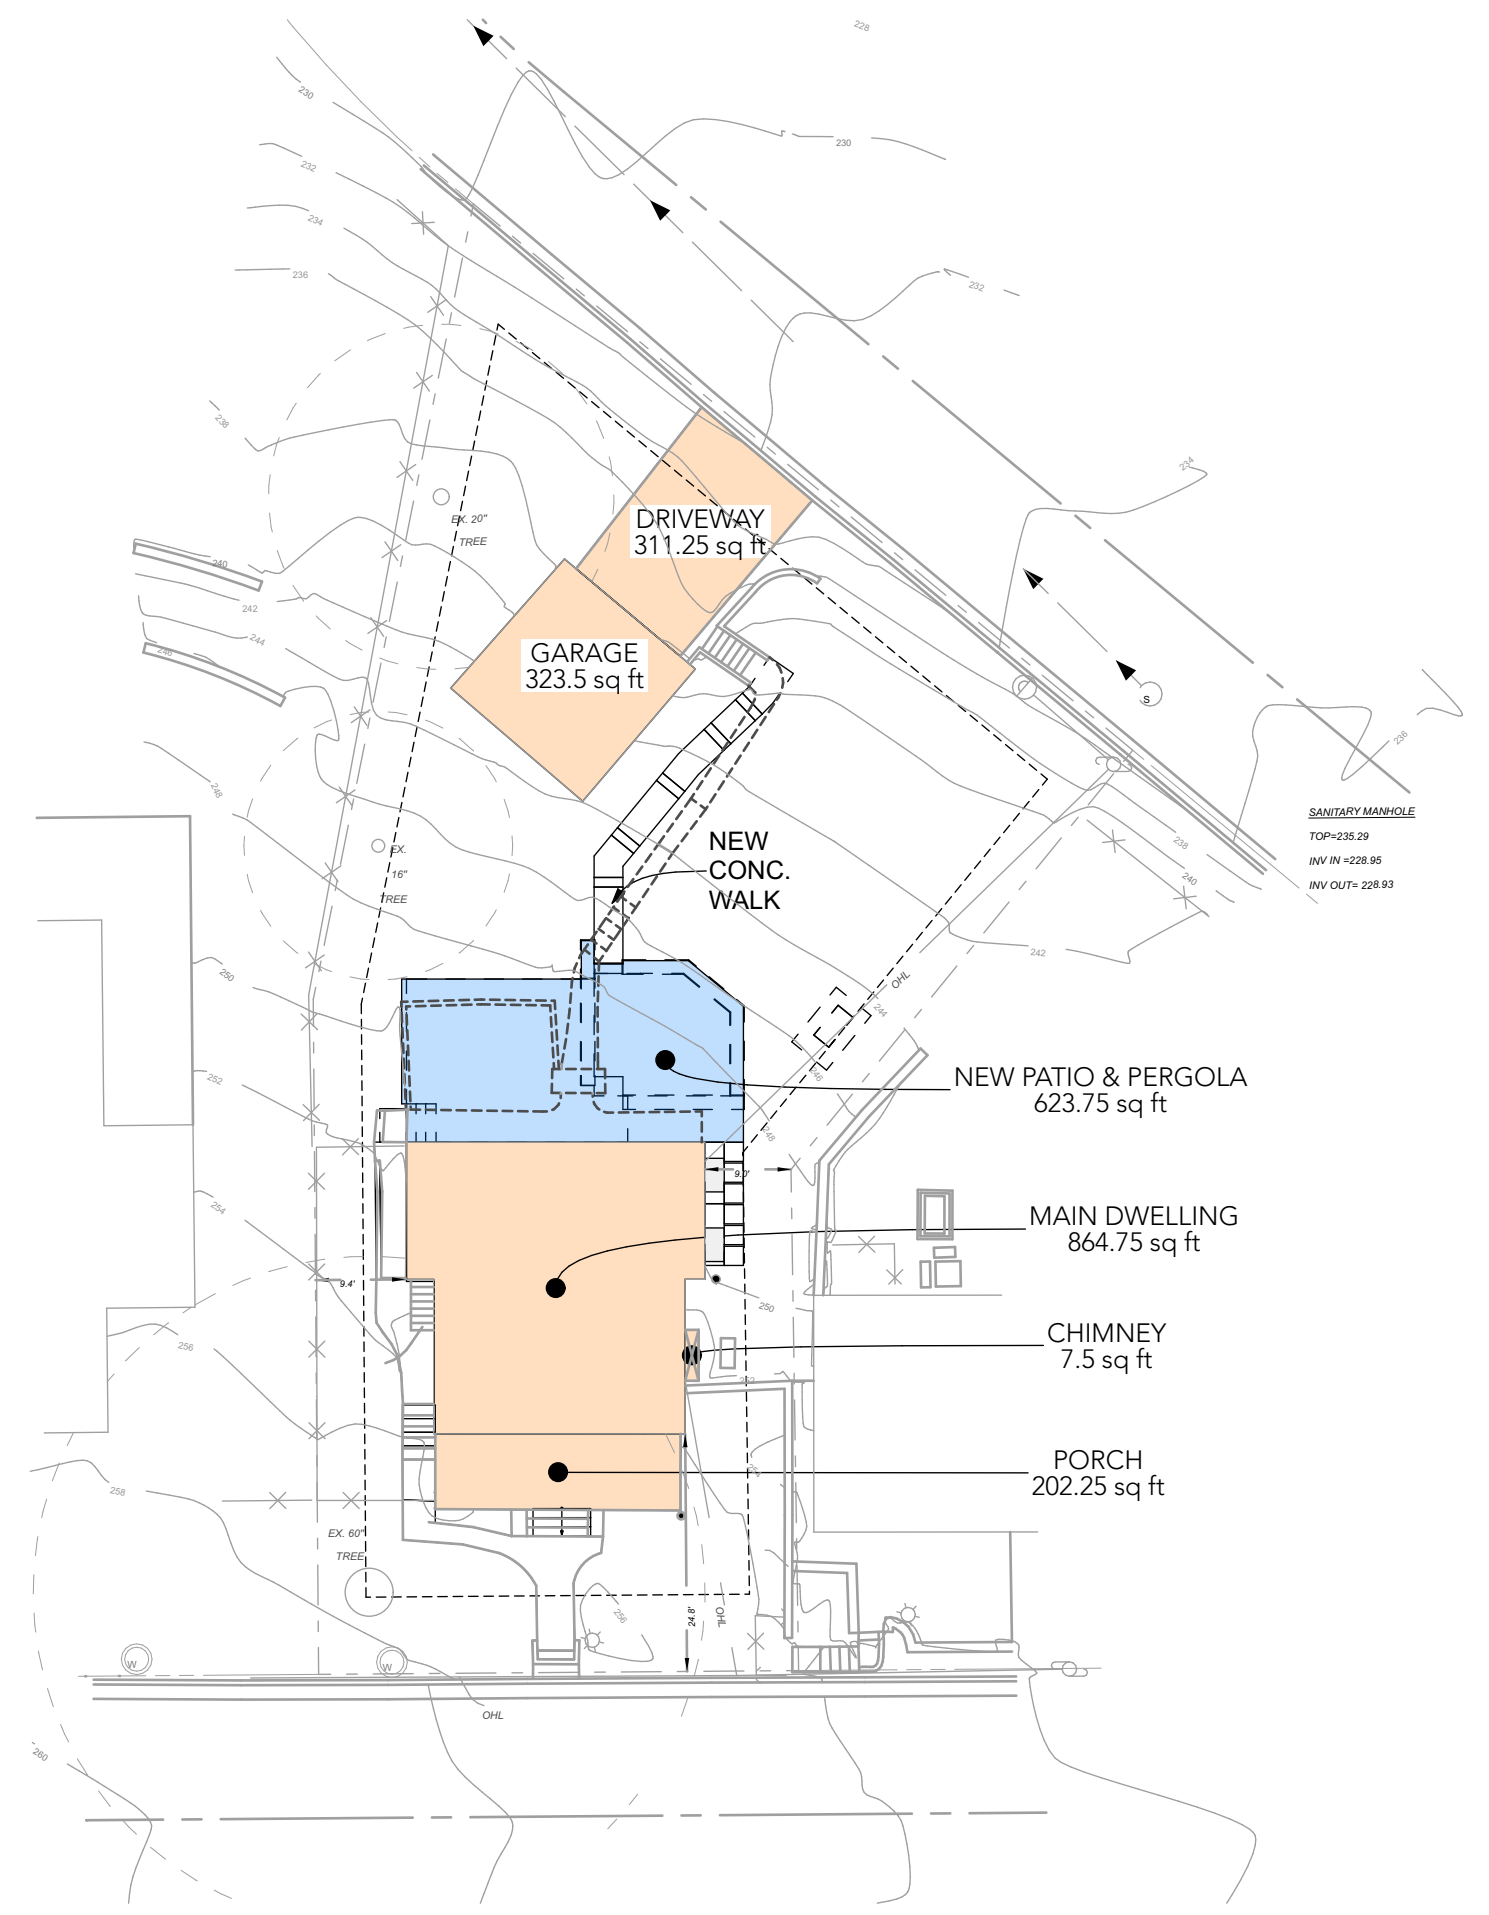 228
230
230
232
234
236
232
238
234
EX. 20"
TREE
DRIVEWAY
311.25 sq ft
240
242
244
246
GARAGE
323.5 sq ft
S
236
248
SANITARY MANHOLE
TOP=235.29
INV IN =228.95
INV OUT= 228.93
EX.
16"
TREE
NEW
CONC.
WALK
238
240
242
250
OHL
244
246
252
NEW PATIO & PERGOLA
623.75 sq ft
248
9.0'
254
MAIN DWELLING
864.75 sq ft
9.4'
250
256
CHIMNEY
7.5 sq ft
252
PORCH
202.25 sq ft
254
258
EX. 60"
TREE
256
24.8'
OHL
W
W
OHL
260